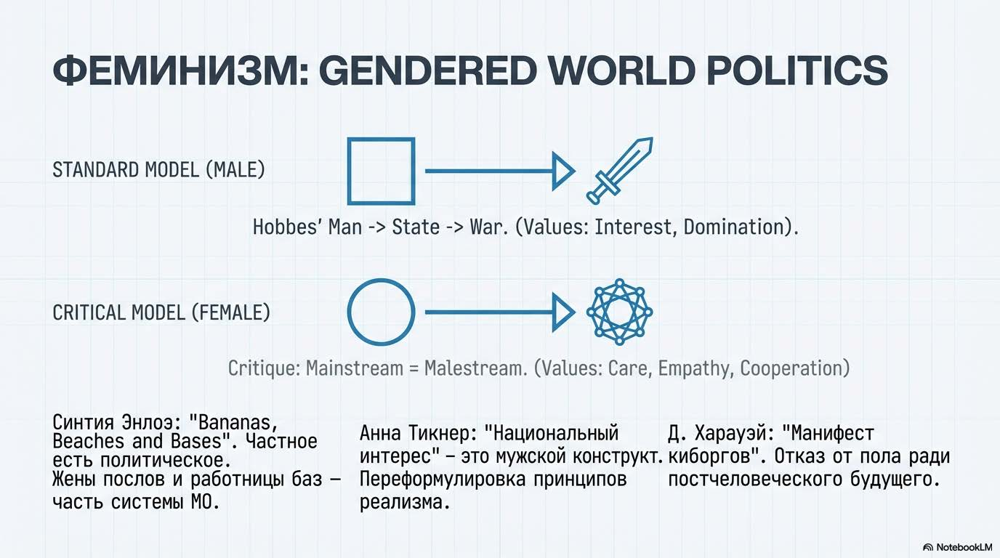 ФЕМИНИЗМ: GENDERED WORLD POLITICS
STANDARD MODEL (MALE)
Hobbes’ Man -> State -> War. (Values: Interest, Domination).
CRITICAL MODEL (FEMALE)
Critique: Mainstream = Malestream. (Values: Care, Empathy, Cooperation)
Синтия Энлоэ: "Bananas,
Beaches and Bases". Частное
есть политическое.
Жены послов и работницы баз –
часть системы МО.
Анна Тикнер: "Национальный
интерес" – это мужской конструкт.
Переформулировка принципов
реализма.
Д. Харауэй: "Манифест
киборгов". Отказ от пола ради
постчеловеческого будущего.
NotebookLM